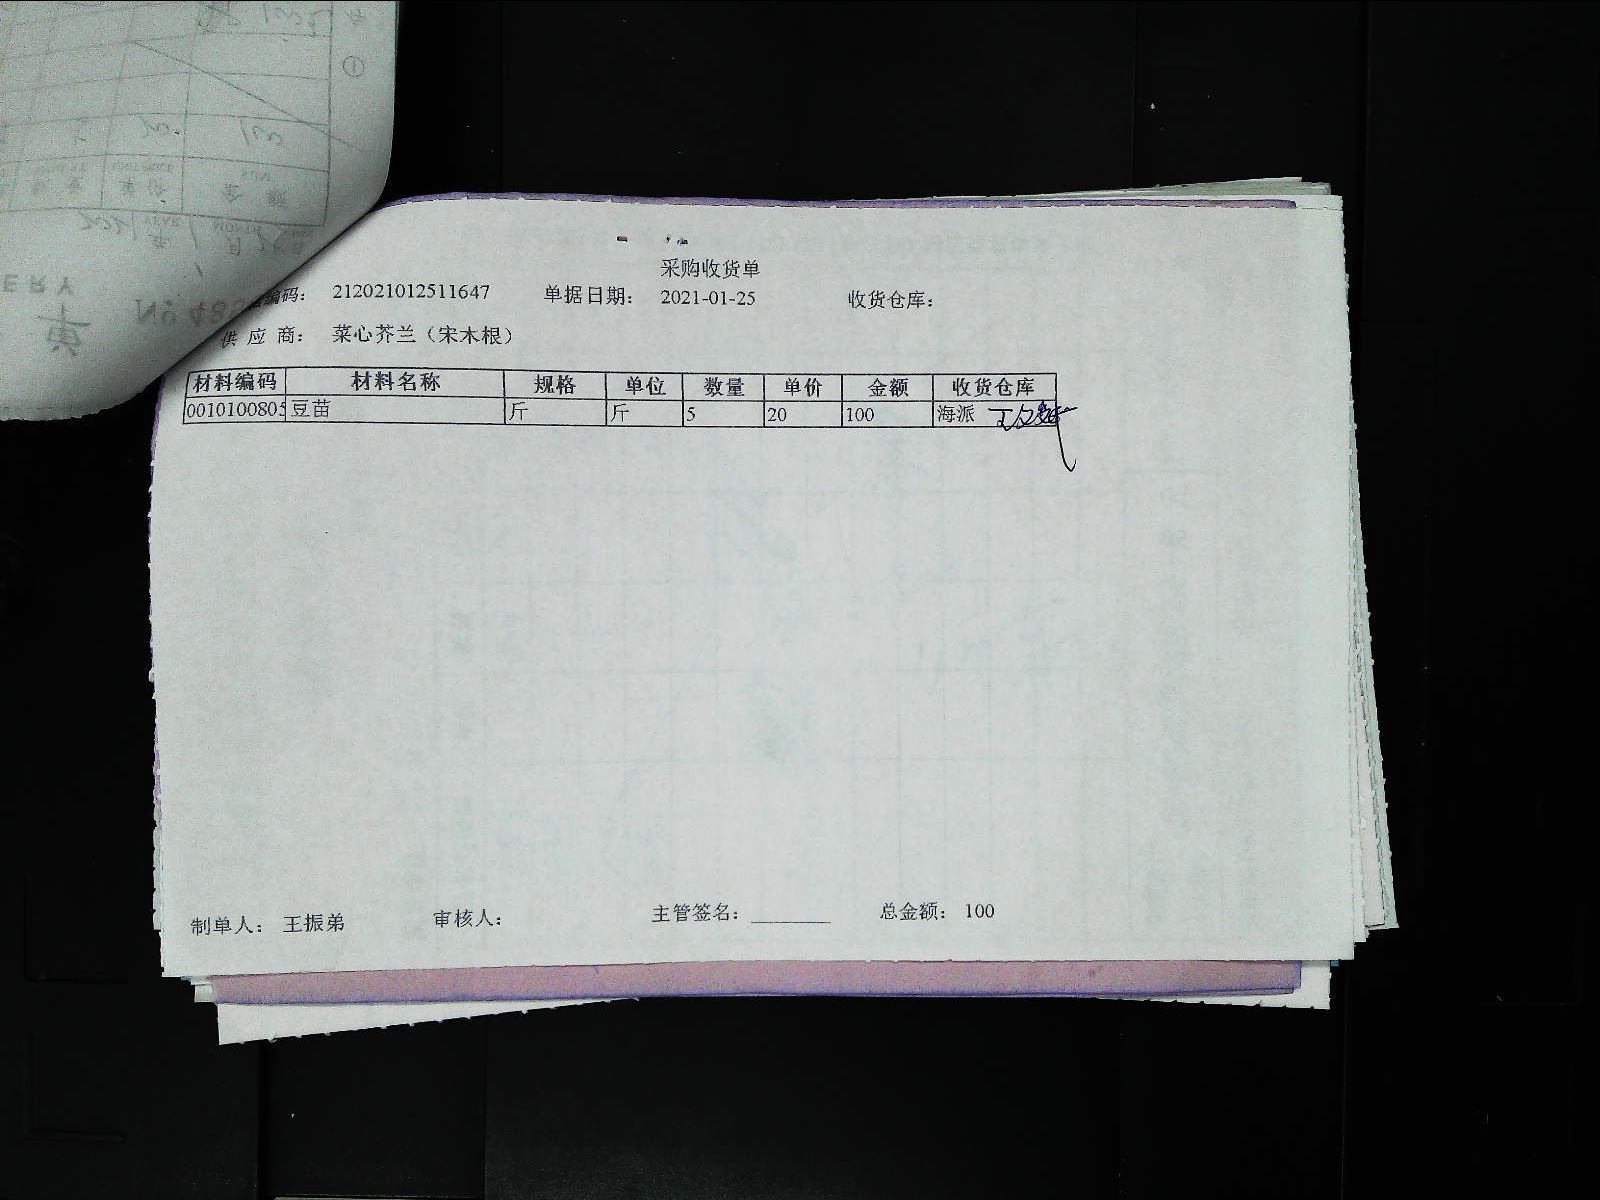 采购收货单
编码： 212021012511647 单据日期： 2021-01-25 收货仓库：
供应商： 菜心芥兰（宋木根）
材料编码 材料名称 规格 单位 数量 单价 金额 收货仓库
0010100805 豆苗 斤 斤 5 20 100 海派
制单人： 王振弟 审核人： 主管签名： 总金额： 100